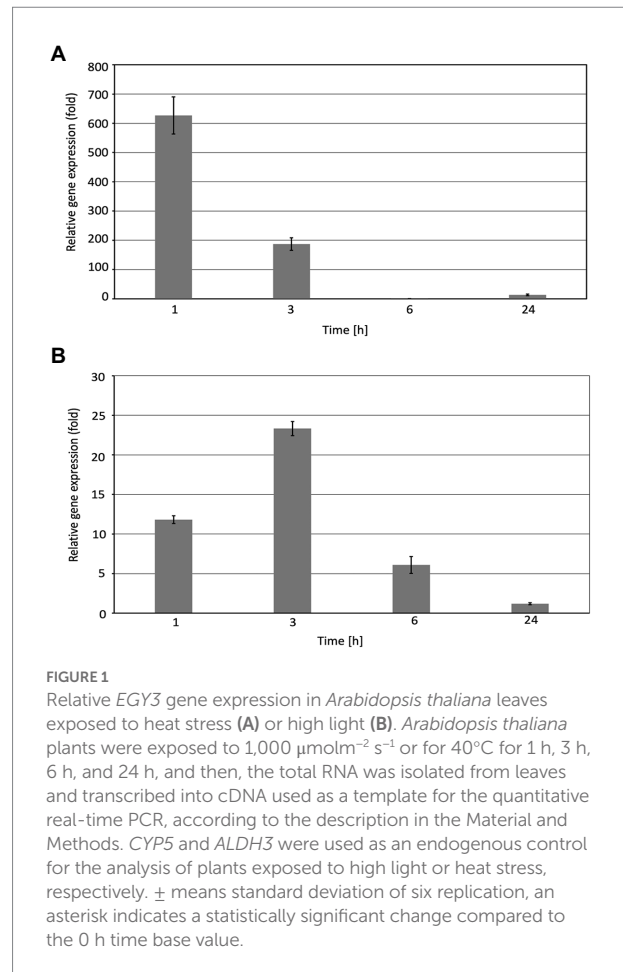 A
800
700
600
500
400
300
200
100
0
Relative gene expression (fold)
1 3 6 24
Time [h]
B
30
25
20
15
10
5
0
Relative gene expression (fold)
1 3 6 24
Time [h]
FIGURE 1
Relative EGY3 gene expression in Arabidopsis thaliana leaves
exposed to heat stress (A) or high light (B). Arabidopsis thaliana
plants were exposed to 1,000 μmolm⁻² s⁻¹ or for 40°C for 1 h, 3 h,
6 h, and 24 h, and then, the total RNA was isolated from leaves
and transcribed into cDNA used as a template for the quantitative
real-time PCR, according to the description in the Material and
Methods. CYP5 and ALDH3 were used as an endogenous control
for the analysis of plants exposed to high light or heat stress,
respectively. ± means standard deviation of six replication, an
asterisk indicates a statistically significant change compared to
the 0 h time base value.